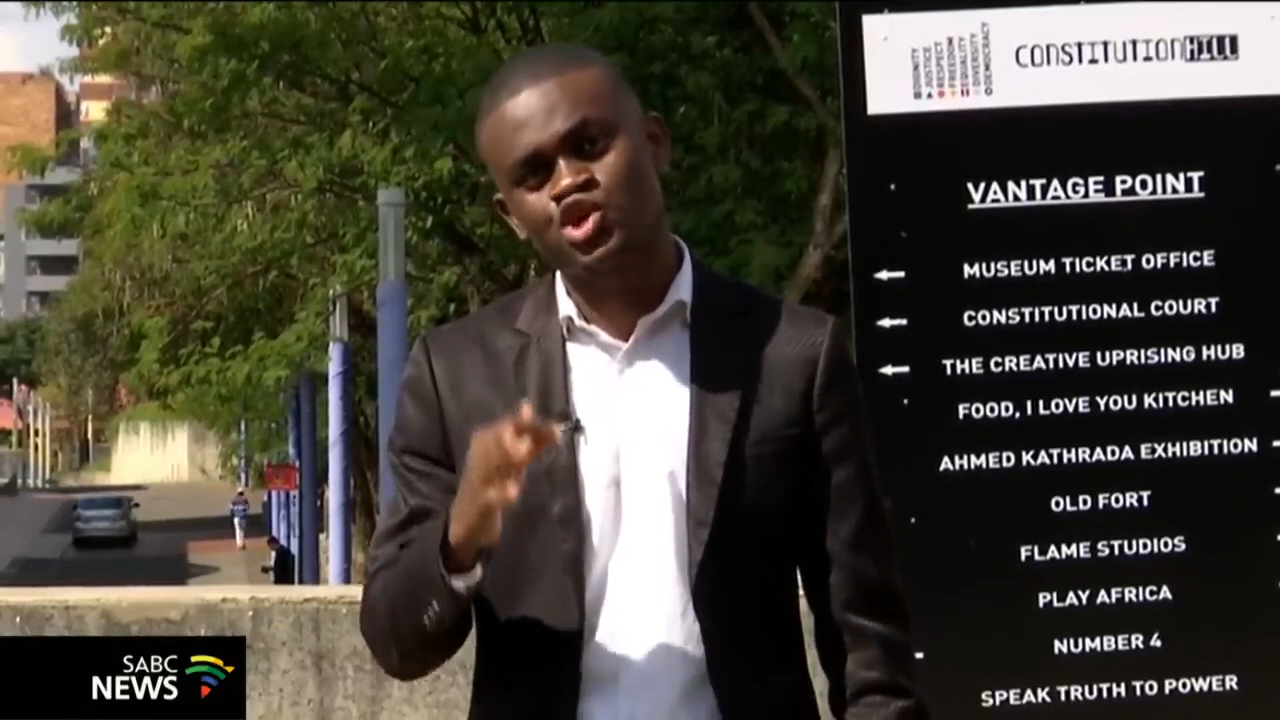 DIGNITY
JUSTICE
RESPECT
FREEDOM
EQUALITY
DIVERSITY
DEMOCRACY
CONSTITUTION HILL
VANTAGE POINT
MUSEUM TICKET OFFICE
CONSTITUTIONAL COURT
THE CREATIVE UPRISING HUB
FOOD, I LOVE YOU KITCHEN
AHMED KATHRADA EXHIBITION
OLD FORT
FLAME STUDIOS
PLAY AFRICA
NUMBER 4
SPEAK TRUTH TO POWER
SABC
NEWS